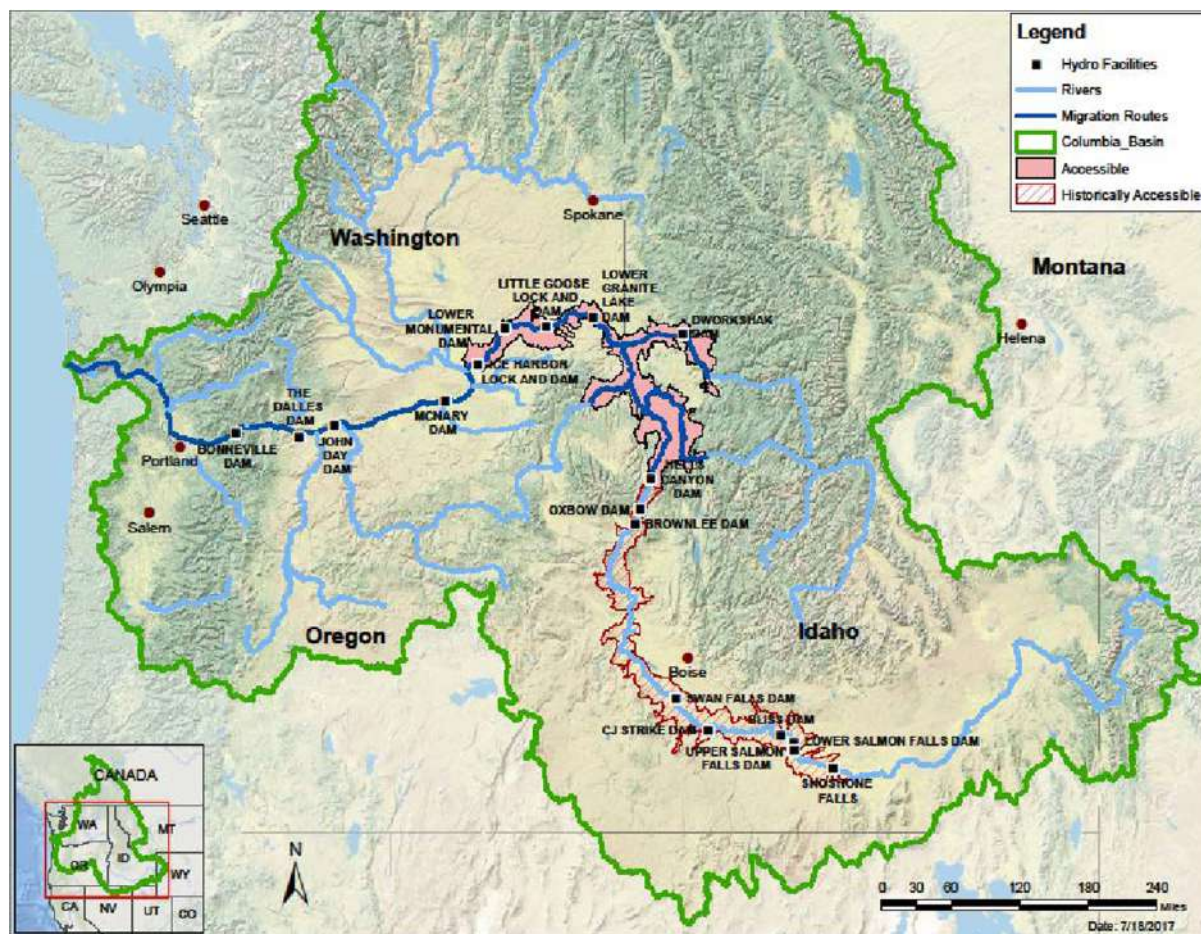 Legend
Hydro Facilities
Rivers
Migration Routes
Columbia_Basin
Accessible
Historically Accessible
Seattle
Spokane
Washington
Olympia
Montana
Helena
LITTLE GOOSE
LOCK AND
DAM
LOWER
GRANITE
LAKE
DAM
LOWER
MONUMENTAL
DAM
DWORKSHAK
DAM
ICE HARBOR
LOCK AND DAM
THE
DALLES
DAM
MCNARY
DAM
JOHN
DAY
DAM
BONNEVILLE
DAM
Portland
HELLS
CANYON
DAM
Salem
OXBOW DAM
BROWNLEE DAM
Oregon
Idaho
Boise
SWAN FALLS DAM
BLISS DAM
CJ STRIKE DAM
LOWER SALMON FALLS DAM
UPPER SALMON
FALLS DAM
SHOSHONE
FALLS
CANADA
WA
MT
OR
ID
WY
CA
NV
UT
CO
N
0 30 60 120 180 240
Miles
Date: 7/18/2017